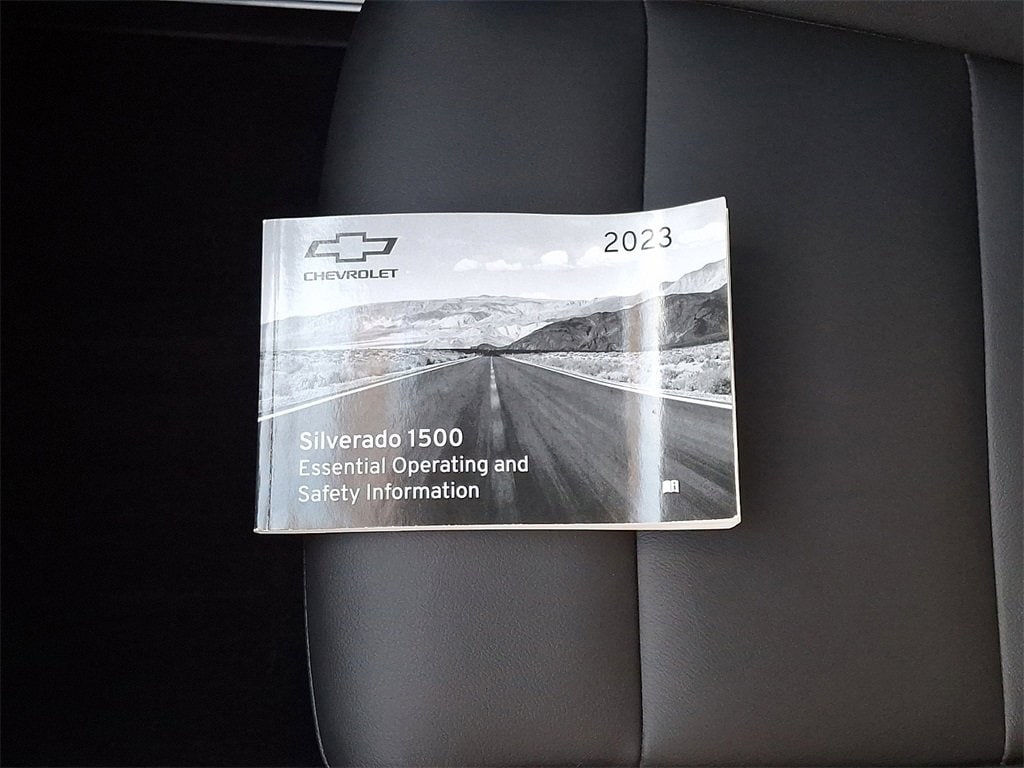 CHEVROLET
2023
Silverado 1500
Essential Operating and
Safety Information